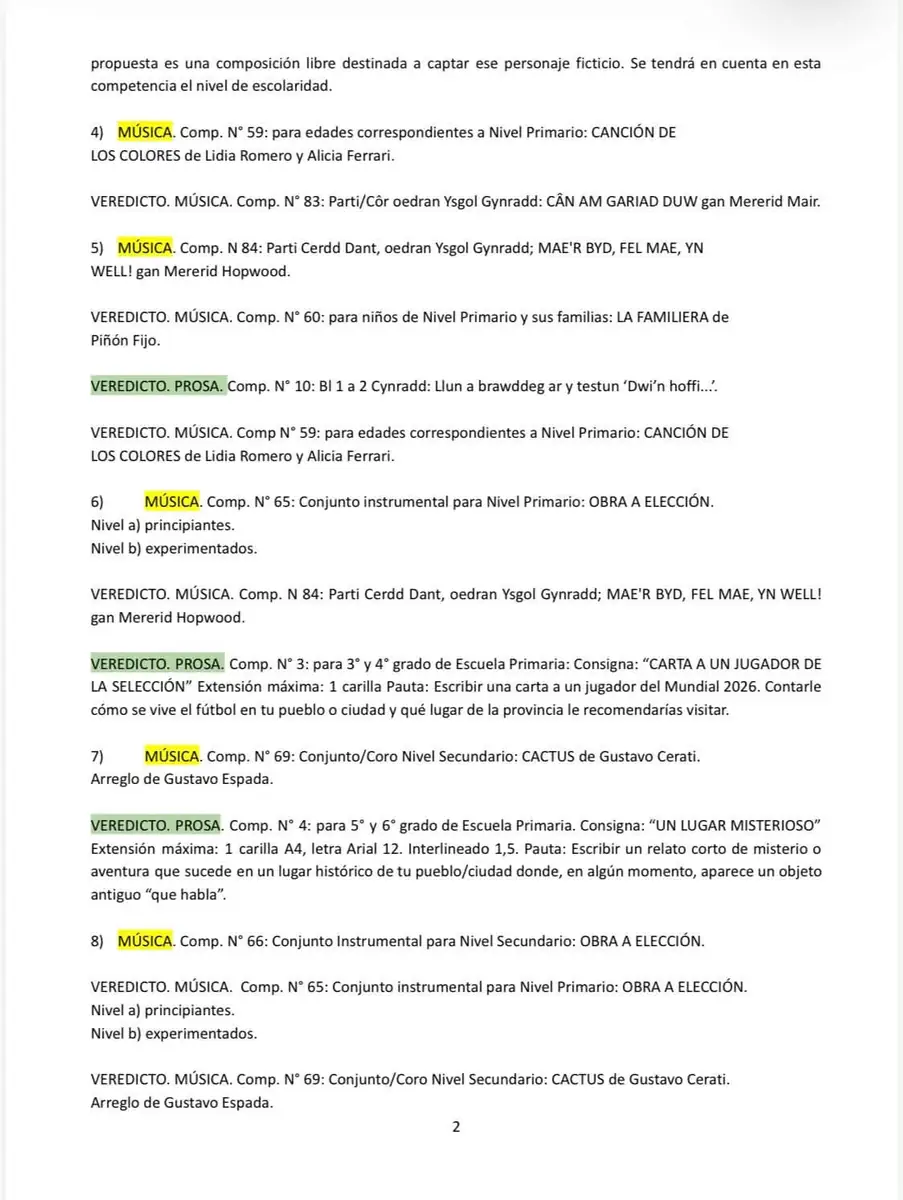 propuesta es una composición libre destinada a captar ese personaje ficticio. Se tendrá en cuenta en esta
competencia el nivel de escolaridad.
4) MÚSICA. Comp. N° 59: para edades correspondientes a Nivel Primario: CANCIÓN DE
LOS COLORES de Lidia Romero y Alicia Ferrari.
VEREDICTO. MÚSICA. Comp. N° 83: Parti/Côr oedran Ysgol Gynradd: CÂN AM GARIAD DUW gan Mererid Mair.
5) MÚSICA. Comp. N 84: Parti Cerdd Dant, oedran Ysgol Gynradd; MAE'R BYD, FEL MAE, YN
WELL! gan Mererid Hopwood.
VEREDICTO. MÚSICA. Comp. N° 60: para niños de Nivel Primario y sus familias: LA FAMILIERA de
Piñón Fijo.
VEREDICTO. PROSA. Comp. N° 10: Bl 1 a 2 Cynradd: Llun a brawddeg ar y testun ‘Dwi’n hoffi...’.
VEREDICTO. MÚSICA. Comp N° 59: para edades correspondientes a Nivel Primario: CANCIÓN DE
LOS COLORES de Lidia Romero y Alicia Ferrari.
6) MÚSICA. Comp. N° 65: Conjunto instrumental para Nivel Primario: OBRA A ELECCIÓN.
Nivel a) principiantes.
Nivel b) experimentados.
VEREDICTO. MÚSICA. Comp. N 84: Parti Cerdd Dant, oedran Ysgol Gynradd; MAE'R BYD, FEL MAE, YN WELL!
gan Mererid Hopwood.
VEREDICTO. PROSA. Comp. N° 3: para 3° y 4° grado de Escuela Primaria: Consigna: “CARTA A UN JUGADOR DE
LA SELECCIÓN” Extensión máxima: 1 carilla Pauta: Escribir una carta a un jugador del Mundial 2026. Contarle
cómo se vive el fútbol en tu pueblo o ciudad y qué lugar de la provincia le recomendarías visitar.
7) MÚSICA. Comp. N° 69: Conjunto/Coro Nivel Secundario: CACTUS de Gustavo Cerati.
Arreglo de Gustavo Espada.
VEREDICTO. PROSA. Comp. N° 4: para 5° y 6° grado de Escuela Primaria. Consigna: “UN LUGAR MISTERIOSO”
Extensión máxima: 1 carilla A4, letra Arial 12. Interlineado 1,5. Pauta: Escribir un relato corto de misterio o
aventura que sucede en un lugar histórico de tu pueblo/ciudad donde, en algún momento, aparece un objeto
antiguo “que habla”.
8) MÚSICA. Comp. N° 66: Conjunto Instrumental para Nivel Secundario: OBRA A ELECCIÓN.
VEREDICTO. MÚSICA. Comp. N° 65: Conjunto instrumental para Nivel Primario: OBRA A ELECCIÓN.
Nivel a) principiantes.
Nivel b) experimentados.
VEREDICTO. MÚSICA. Comp. N° 69: Conjunto/Coro Nivel Secundario: CACTUS de Gustavo Cerati.
Arreglo de Gustavo Espada.
2